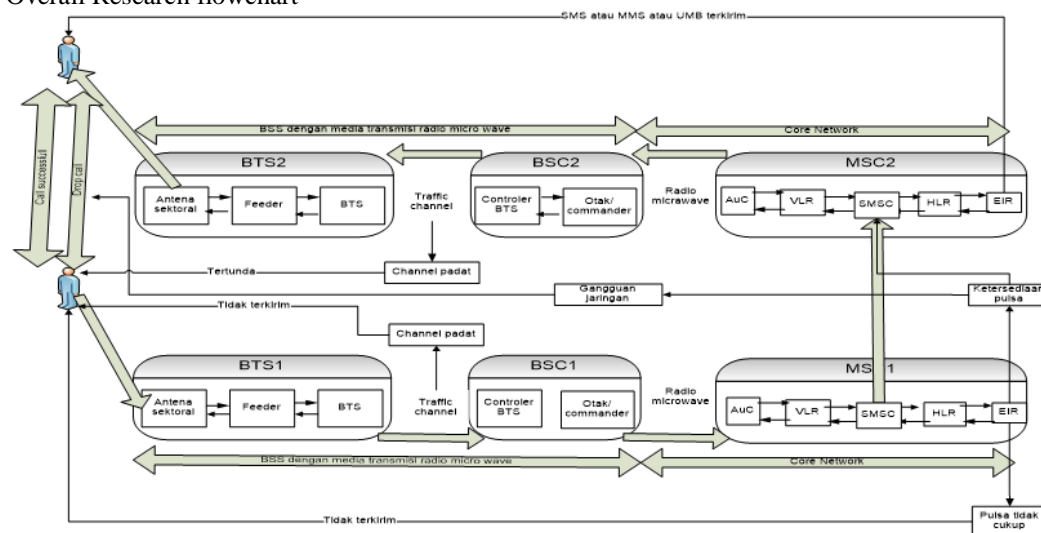 Overall Research flowchart
SMS atau MMS atau UMB terkirim
BSS dengan media transmisi radio micro wave
Core Network
Call successfull
Drop call
BTS2
BSC2
MSC2
Antena
sektoral
Feeder
BTS
Traffic
channel
Controler
BTS
Otak/
commander
Radio
microwave
AuC
VLR
SMSC
HLR
EIR
Tertunda
Channel padat
Gangguan
jaringan
Ketersediaan
pulsa
Tidak terkirim
Channel padat
BTS1
BSC1
Antena
sektoral
Feeder
BTS
Traffic
channel
Controler
BTS
Otak/
commander
Radio
microwave
AuC
VLR
SMSC
HLR
EIR
BSS dengan media transmisi radio micro wave
Core Network
Tidak terkirim
Pulsa tidak
cukup